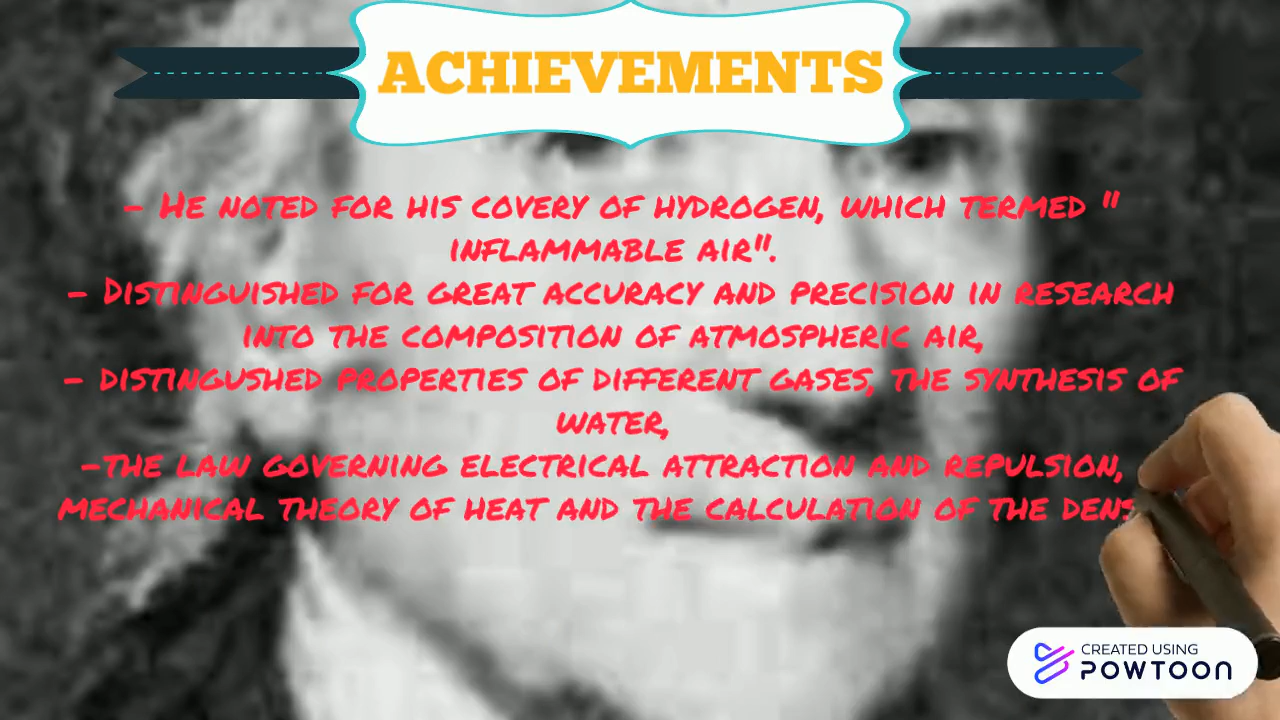 ACHIEVEMENTS
- He noted for his covery of hydrogen, which termed "
inflammable air".
- Distinguished for great accuracy and precision in research
into the composition of atmospheric air,
- distingushed properties of different gases, the synthesis of
water,
-the law governing electrical attraction and repulsion,
mechanical theory of heat and the calculation of the dens
CREATED USING
POWTOON